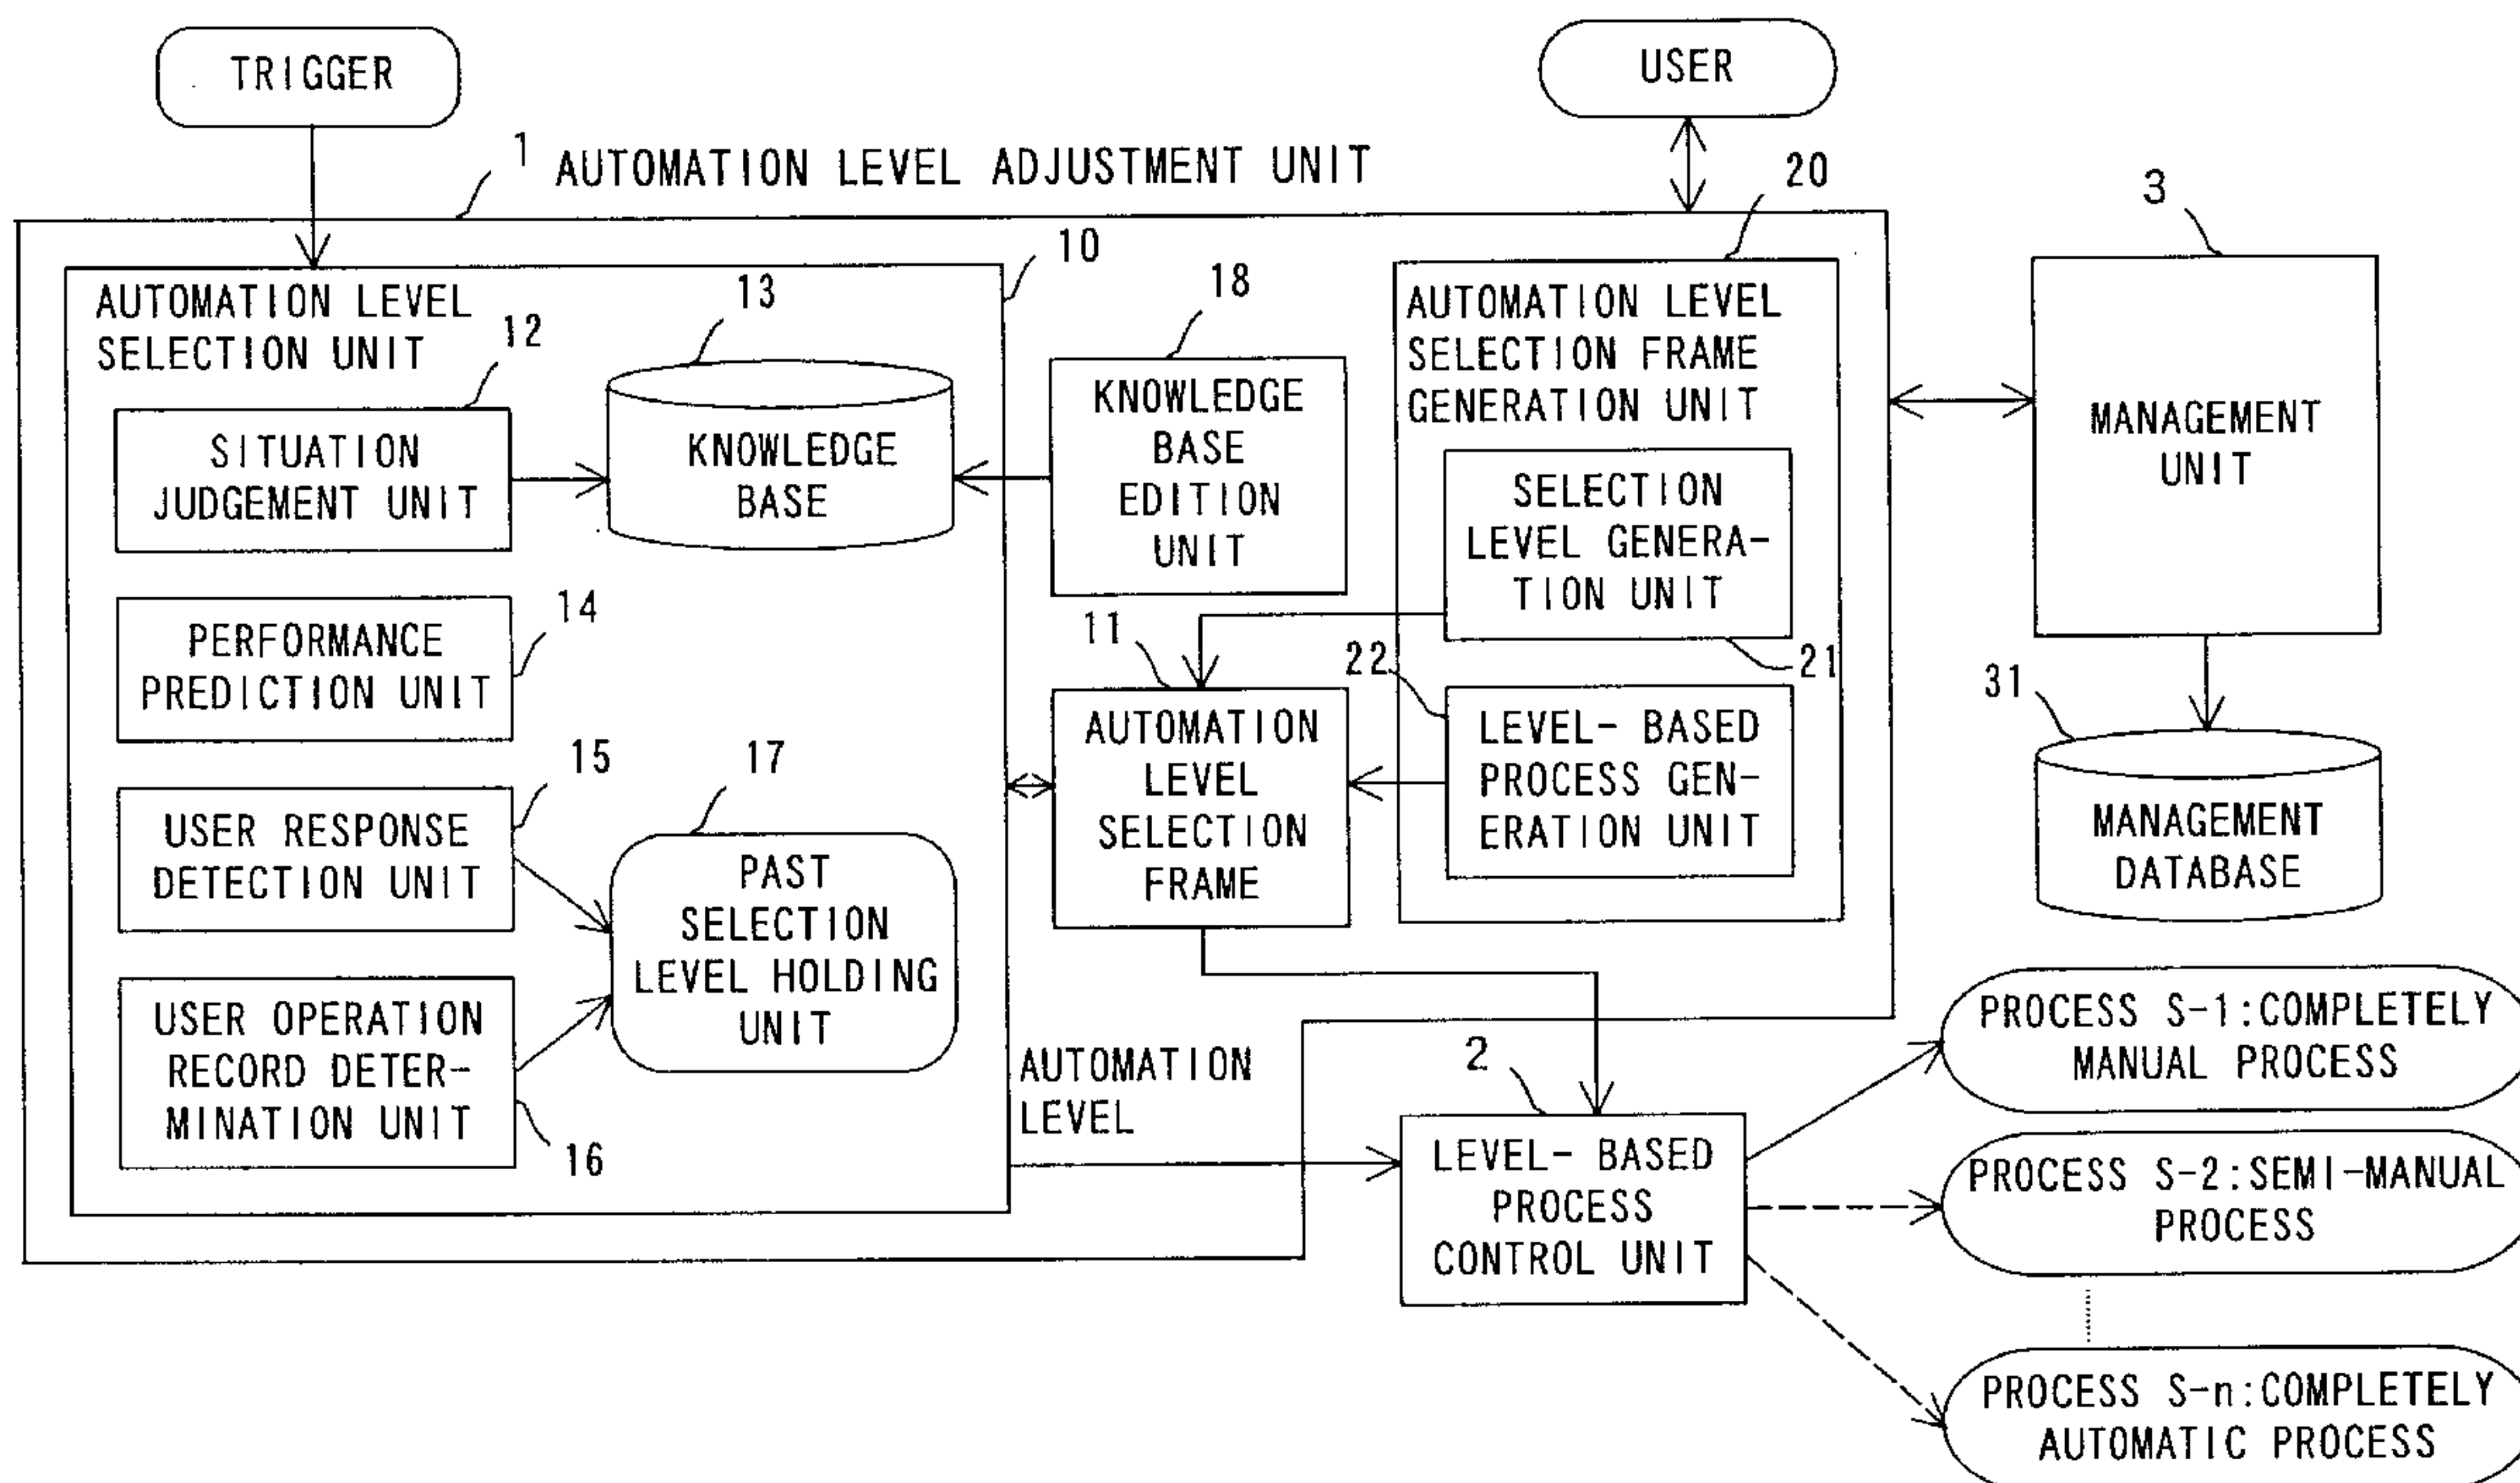 TRIGGER
USER
1
AUTOMATION LEVEL ADJUSTMENT UNIT
20
3
10
AUTOMATION LEVEL
SELECTION UNIT
12
13
18
AUTOMATION LEVEL
SELECTION FRAME
GENERATION UNIT
SITUATION
JUDGEMENT UNIT
KNOWLEDGE
BASE
KNOWLEDGE
BASE
EDITION
UNIT
SELECTION
LEVEL GENERA-
TION UNIT
MANAGEMENT
UNIT
PERFORMANCE
PREDICTION UNIT
14
11
22
21
31
AUTOMATION
LEVEL
SELECTION
FRAME
LEVEL- BASED
PROCESS GEN-
ERATION UNIT
MANAGEMENT
DATABASE
USER RESPONSE
DETECTION UNIT
15
17
PAST
SELECTION
LEVEL HOLDING
UNIT
USER OPERATION
RECORD DETER-
MINATION UNIT
16
AUTOMATION
LEVEL
2
LEVEL- BASED
PROCESS
CONTROL UNIT
PROCESS S-1:COMPLETELY
MANUAL PROCESS
PROCESS S-2:SEMI-MANUAL
PROCESS
PROCESS S-n:COMPLETELY
AUTOMATIC PROCESS